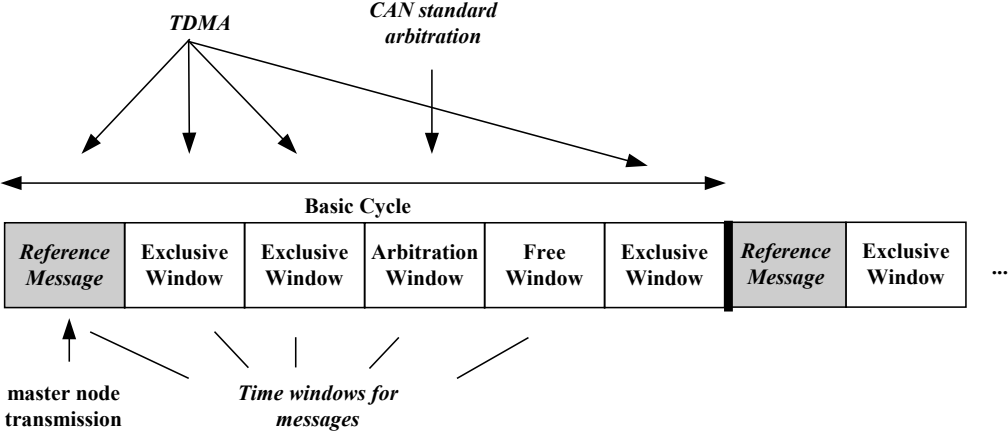 TDMA
CAN standard
arbitration
Basic Cycle
Reference
Message
Exclusive
Window
Exclusive
Window
Arbitration
Window
Free
Window
Exclusive
Window
Reference
Message
Exclusive
Window
...
master node
transmission
Time windows for
messages